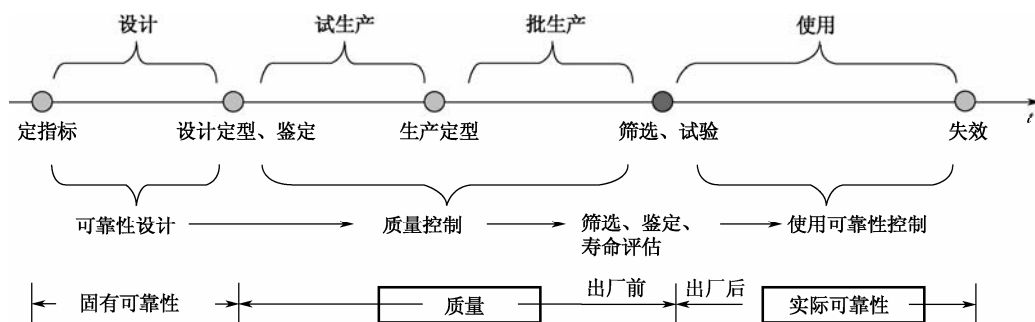 设计 试生产 批生产 使用
定指标 设计定型、鉴定 生产定型 筛选、试验 失效 t
可靠性设计 质量控制 筛选、鉴定、 使用可靠性控制
寿命评估
固有可靠性 质量 出厂前 出厂后 实际可靠性